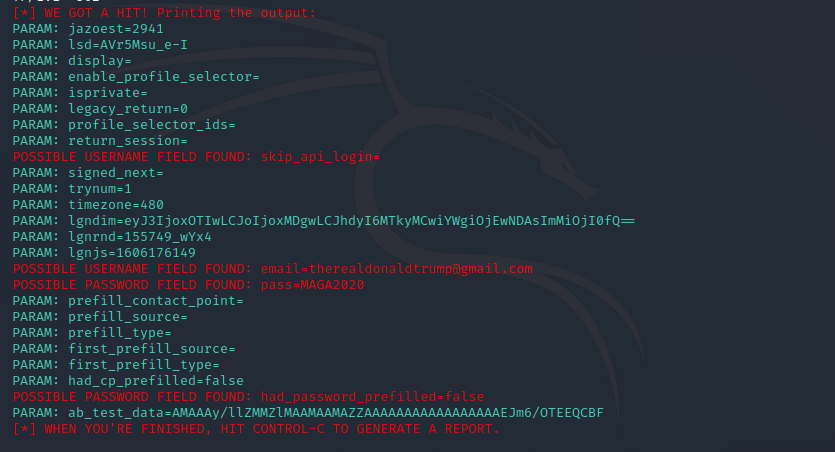 [*] WE GOT A HIT! Printing the output:
PARAM: jazoest=2941
PARAM: lsd=AVr5Msu_e-I
PARAM: display=
PARAM: enable_profile_selector=
PARAM: isprivate=
PARAM: legacy_return=0
PARAM: profile_selector_ids=
PARAM: return_session=
POSSIBLE USERNAME FIELD FOUND: skip_api_login=
PARAM: signed_next=
PARAM: trynum=1
PARAM: timezone=480
PARAM: lgndim=eyJ3IjoxOTIwLCJoIjoxMDgwLCJhdyI6MTkyMCwiYWgiOjEwNDAsImMiOjI0fQ==
PARAM: lgnrnd=155749_wYx4
PARAM: lgnjs=1606176149
POSSIBLE USERNAME FIELD FOUND: email=therealdonaldtrump@gmail.com
POSSIBLE PASSWORD FIELD FOUND: pass=MAGA2020
PARAM: prefill_contact_point=
PARAM: prefill_source=
PARAM: prefill_type=
PARAM: first_prefill_source=
PARAM: first_prefill_type=
PARAM: had_cp_prefilled=false
POSSIBLE PASSWORD FIELD FOUND: had_password_prefilled=false
PARAM: ab_test_data=AMAAAy/llZMMZlMAAMAAMAZZAAAAAAAAAAAAAAAAAEJm6/OTEEQCBF
[*] WHEN YOU'RE FINISHED, HIT CONTROL-C TO GENERATE A REPORT.